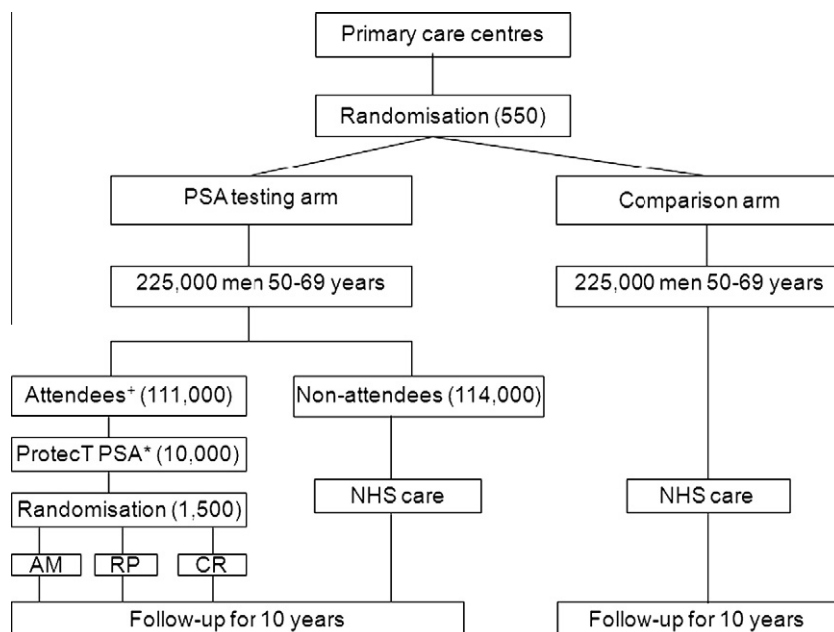 Primary care centres
Randomisation (550)
PSA testing arm
Comparison arm
225,000 men 50-69 years
225,000 men 50-69 years
Attendees+ (111,000)
Non-attendees (114,000)
ProtecT PSA* (10,000)
Randomisation (1,500)
NHS care
NHS care
AM
RP
CR
Follow-up for 10 years
Follow-up for 10 years